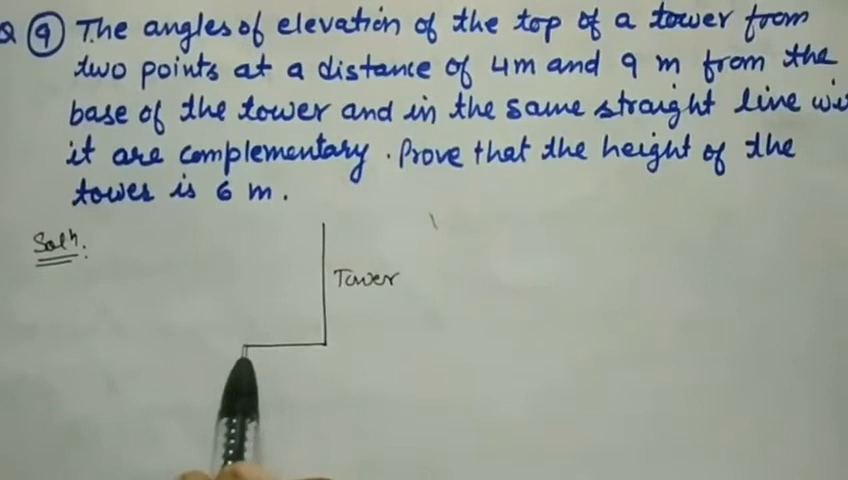 Q 9 The angles of elevation of the top of a tower from
two points at a distance of 4m and 9 m from the
base of the tower and in the same straight line wi
it are complementary. Prove that the height of the
tower is 6 m.
Solⁿ.
Tower